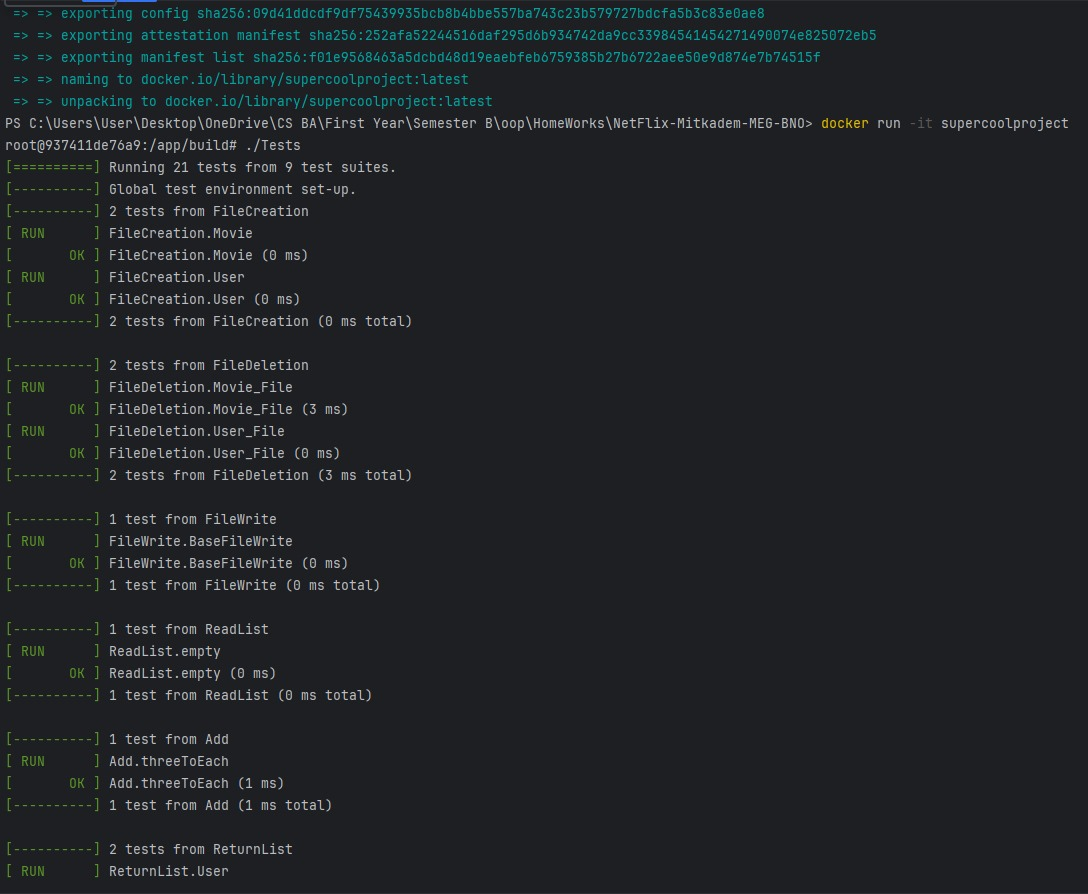 => => exporting config sha256:09d41ddcdf9df75439935bcb8b4bbe557ba743c23b579727bdcfa5b3c83e0ae8
=> => exporting attestation manifest sha256:252afa52244516daf295d6b934742da9cc33984541454271490074e825072eb5
=> => exporting manifest list sha256:f01e9568463a5dcbd48d19eaebfeb6759385b27b6722aee50e9d874e7b74515f
=> => naming to docker.io/library/supercoolproject:latest
=> => unpacking to docker.io/library/supercoolproject:latest
PS C:\Users\User\Desktop\OneDrive\CS BA\First Year\Semester B\oop\HomeWorks\NetFlix-Mitkadem-MEG-BNO> docker run -it supercoolproject
root@937411de76a9:/app/build# ./Tests
[==========] Running 21 tests from 9 test suites.
[----------] Global test environment set-up.
[----------] 2 tests from FileCreation
[ RUN      ] FileCreation.Movie
[       OK ] FileCreation.Movie (0 ms)
[ RUN      ] FileCreation.User
[       OK ] FileCreation.User (0 ms)
[----------] 2 tests from FileCreation (0 ms total)
[----------] 2 tests from FileDeletion
[ RUN      ] FileDeletion.Movie_File
[       OK ] FileDeletion.Movie_File (3 ms)
[ RUN      ] FileDeletion.User_File
[       OK ] FileDeletion.User_File (0 ms)
[----------] 2 tests from FileDeletion (3 ms total)
[----------] 1 test from FileWrite
[ RUN      ] FileWrite.BaseFileWrite
[       OK ] FileWrite.BaseFileWrite (0 ms)
[----------] 1 test from FileWrite (0 ms total)
[----------] 1 test from ReadList
[ RUN      ] ReadList.empty
[       OK ] ReadList.empty (0 ms)
[----------] 1 test from ReadList (0 ms total)
[----------] 1 test from Add
[ RUN      ] Add.threeToEach
[       OK ] Add.threeToEach (1 ms)
[----------] 1 test from Add (1 ms total)
[----------] 2 tests from ReturnList
[ RUN      ] ReturnList.User